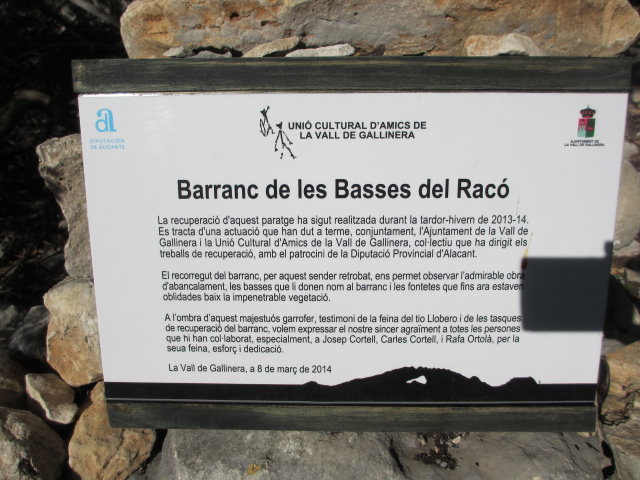 DIPUTACIÓN
DE ALICANTE
UNIÓ CULTURAL D'AMICS DE
LA VALL DE GALLINERA
AJUNTAMENT DE
LA VALL DE GALLINERA
Barranc de les Basses del Racó
La recuperació d'aquest paratge ha sigut realitzada durant la tardor-hivern de 2013-14.
Es tracta d'una actuació que han dut a terme, conjuntament, l'Ajuntament de la Vall de
Gallinera i la Unió Cultural d'Amics de la Vall de Gallinera, col·lectiu que ha dirigit els
treballs de recuperació, amb el patrocini de la Diputació Provincial d'Alacant.
El recorregut del barranc, per aquest sender retrobat, ens permet observar l'admirable obra
d'abancalament, les basses que li donen nom al barranc i les fontetes que fins ara estaven
oblidades baix la impenetrable vegetació.
A l'ombra d'aquest majestuós garrofer, testimoni de la feina del tio Llobero i de les tasques
de recuperació del barranc, volem expressar el nostre sincer agraïment a totes les persones
que hi han col·laborat, especialment, a Josep Cortell, Carles Cortell, i Rafa Ortolà, per la
seua feina, esforç i dedicació.
La Vall de Gallinera, a 8 de març de 2014